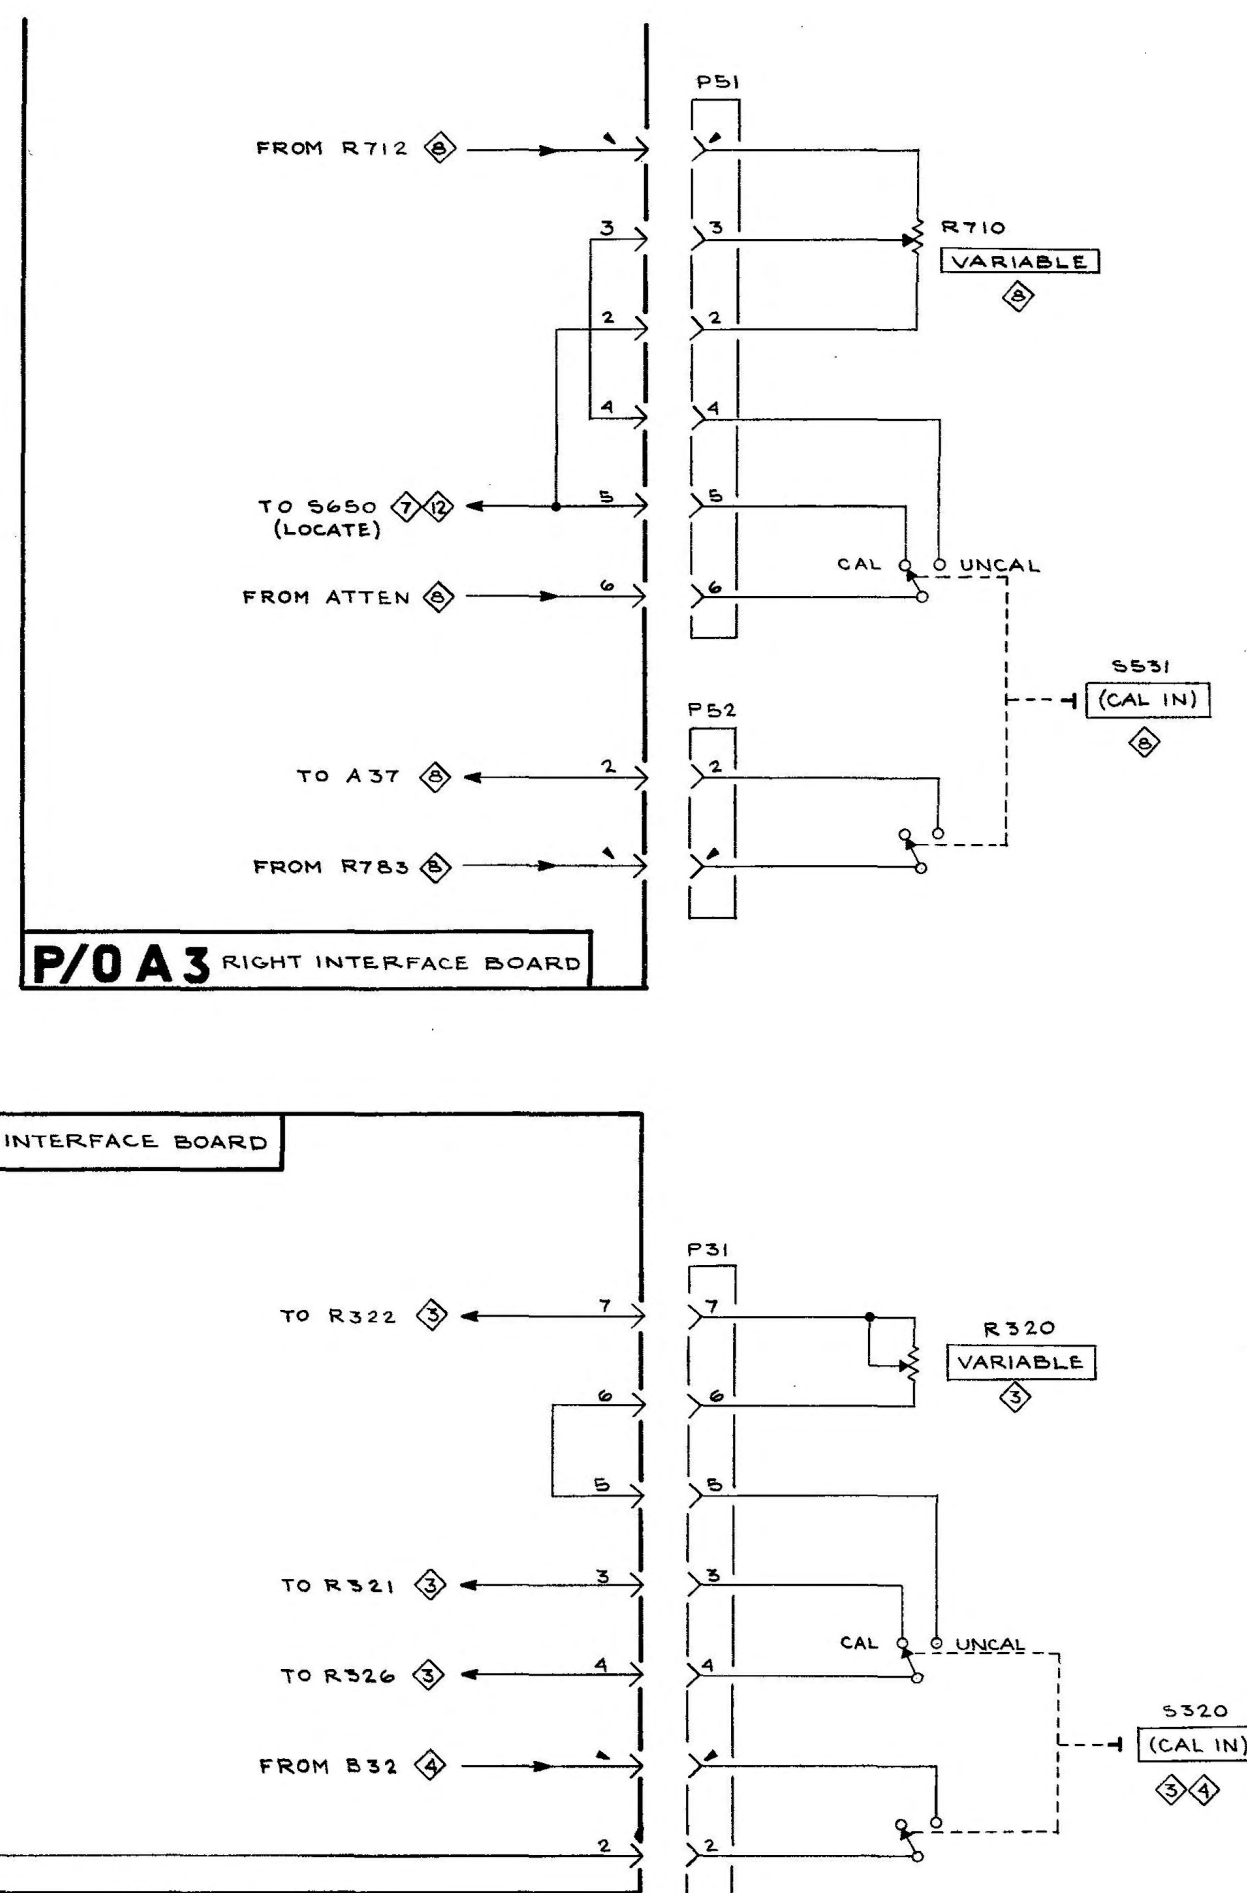 P51
FROM R712 8
3 3
R710
VARIABLE
8
2 2
4 4
TO S650 7 12
(LOCATE)
5 5
CAL UNCAL
FROM ATTEN 8
6 6
S531
(CAL IN)
8
P52
TO A37 8
2 2
FROM R783 8
P/O A3 RIGHT INTERFACE BOARD
INTERFACE BOARD
P31
TO R322 3
7 7
R320
VARIABLE
3
6 6
5 5
TO R321 3
3 3
CAL UNCAL
TO R326 3
4 4
S320
(CAL IN)
3 4
FROM B32 4
2 2